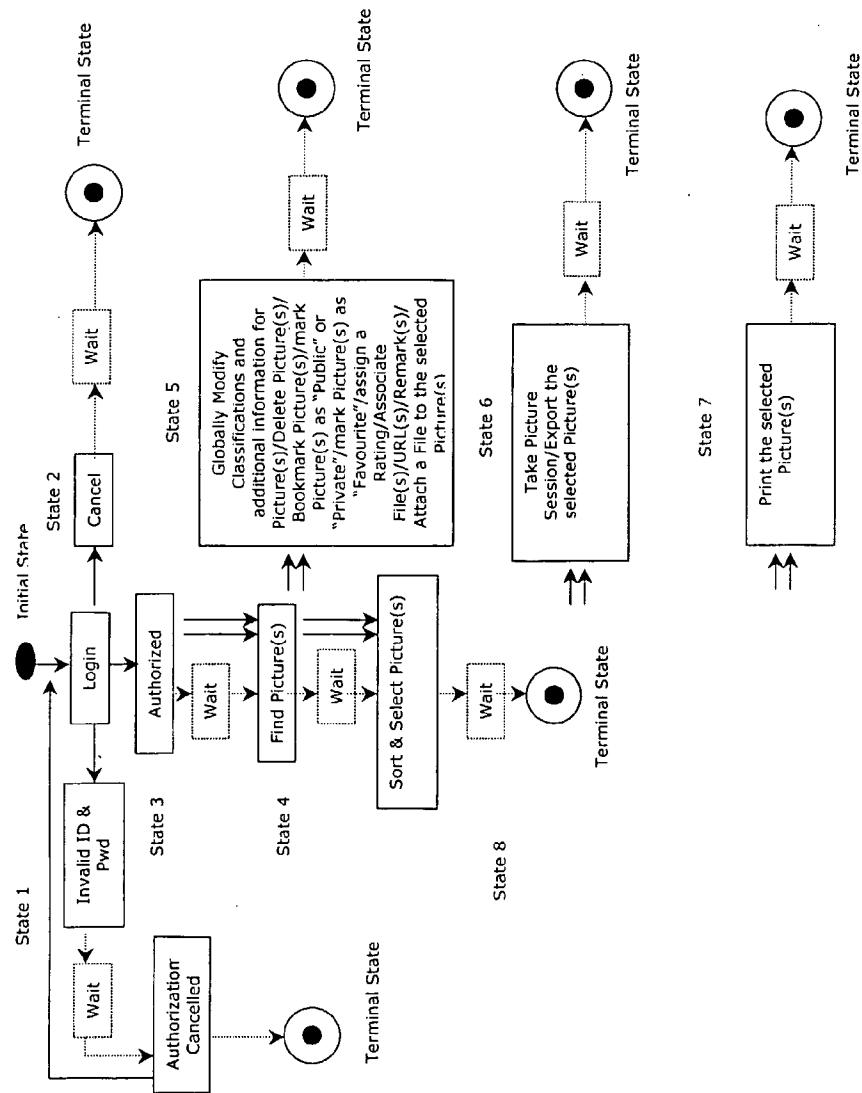 Initial State
State 1
Login
State 2
Cancel
Wait
Terminal State
Invalid ID &
Pwd
Wait
Authorization
Cancelled
Terminal State
State 3
Authorized
Wait
State 4
Find Picture(s)
Wait
Sort & Select Picture(s)
State 8
Wait
Terminal State
State 5
Globally Modify
Classifications and
additional information for
Picture(s)/Delete Picture(s)/
Bookmark Picture(s)/mark
Picture(s) as "Public" or
"Private"/mark Picture(s) as
"Favourite"/assign a
Rating/Associate
File(s)/URL(s)/Remark(s)/
Attach a File to the selected
Picture(s)
Wait
Terminal State
State 6
Take Picture
Session/Export the
selected Picture(s)
Wait
Terminal State
State 7
Print the selected
Picture(s)
Wait
Terminal State